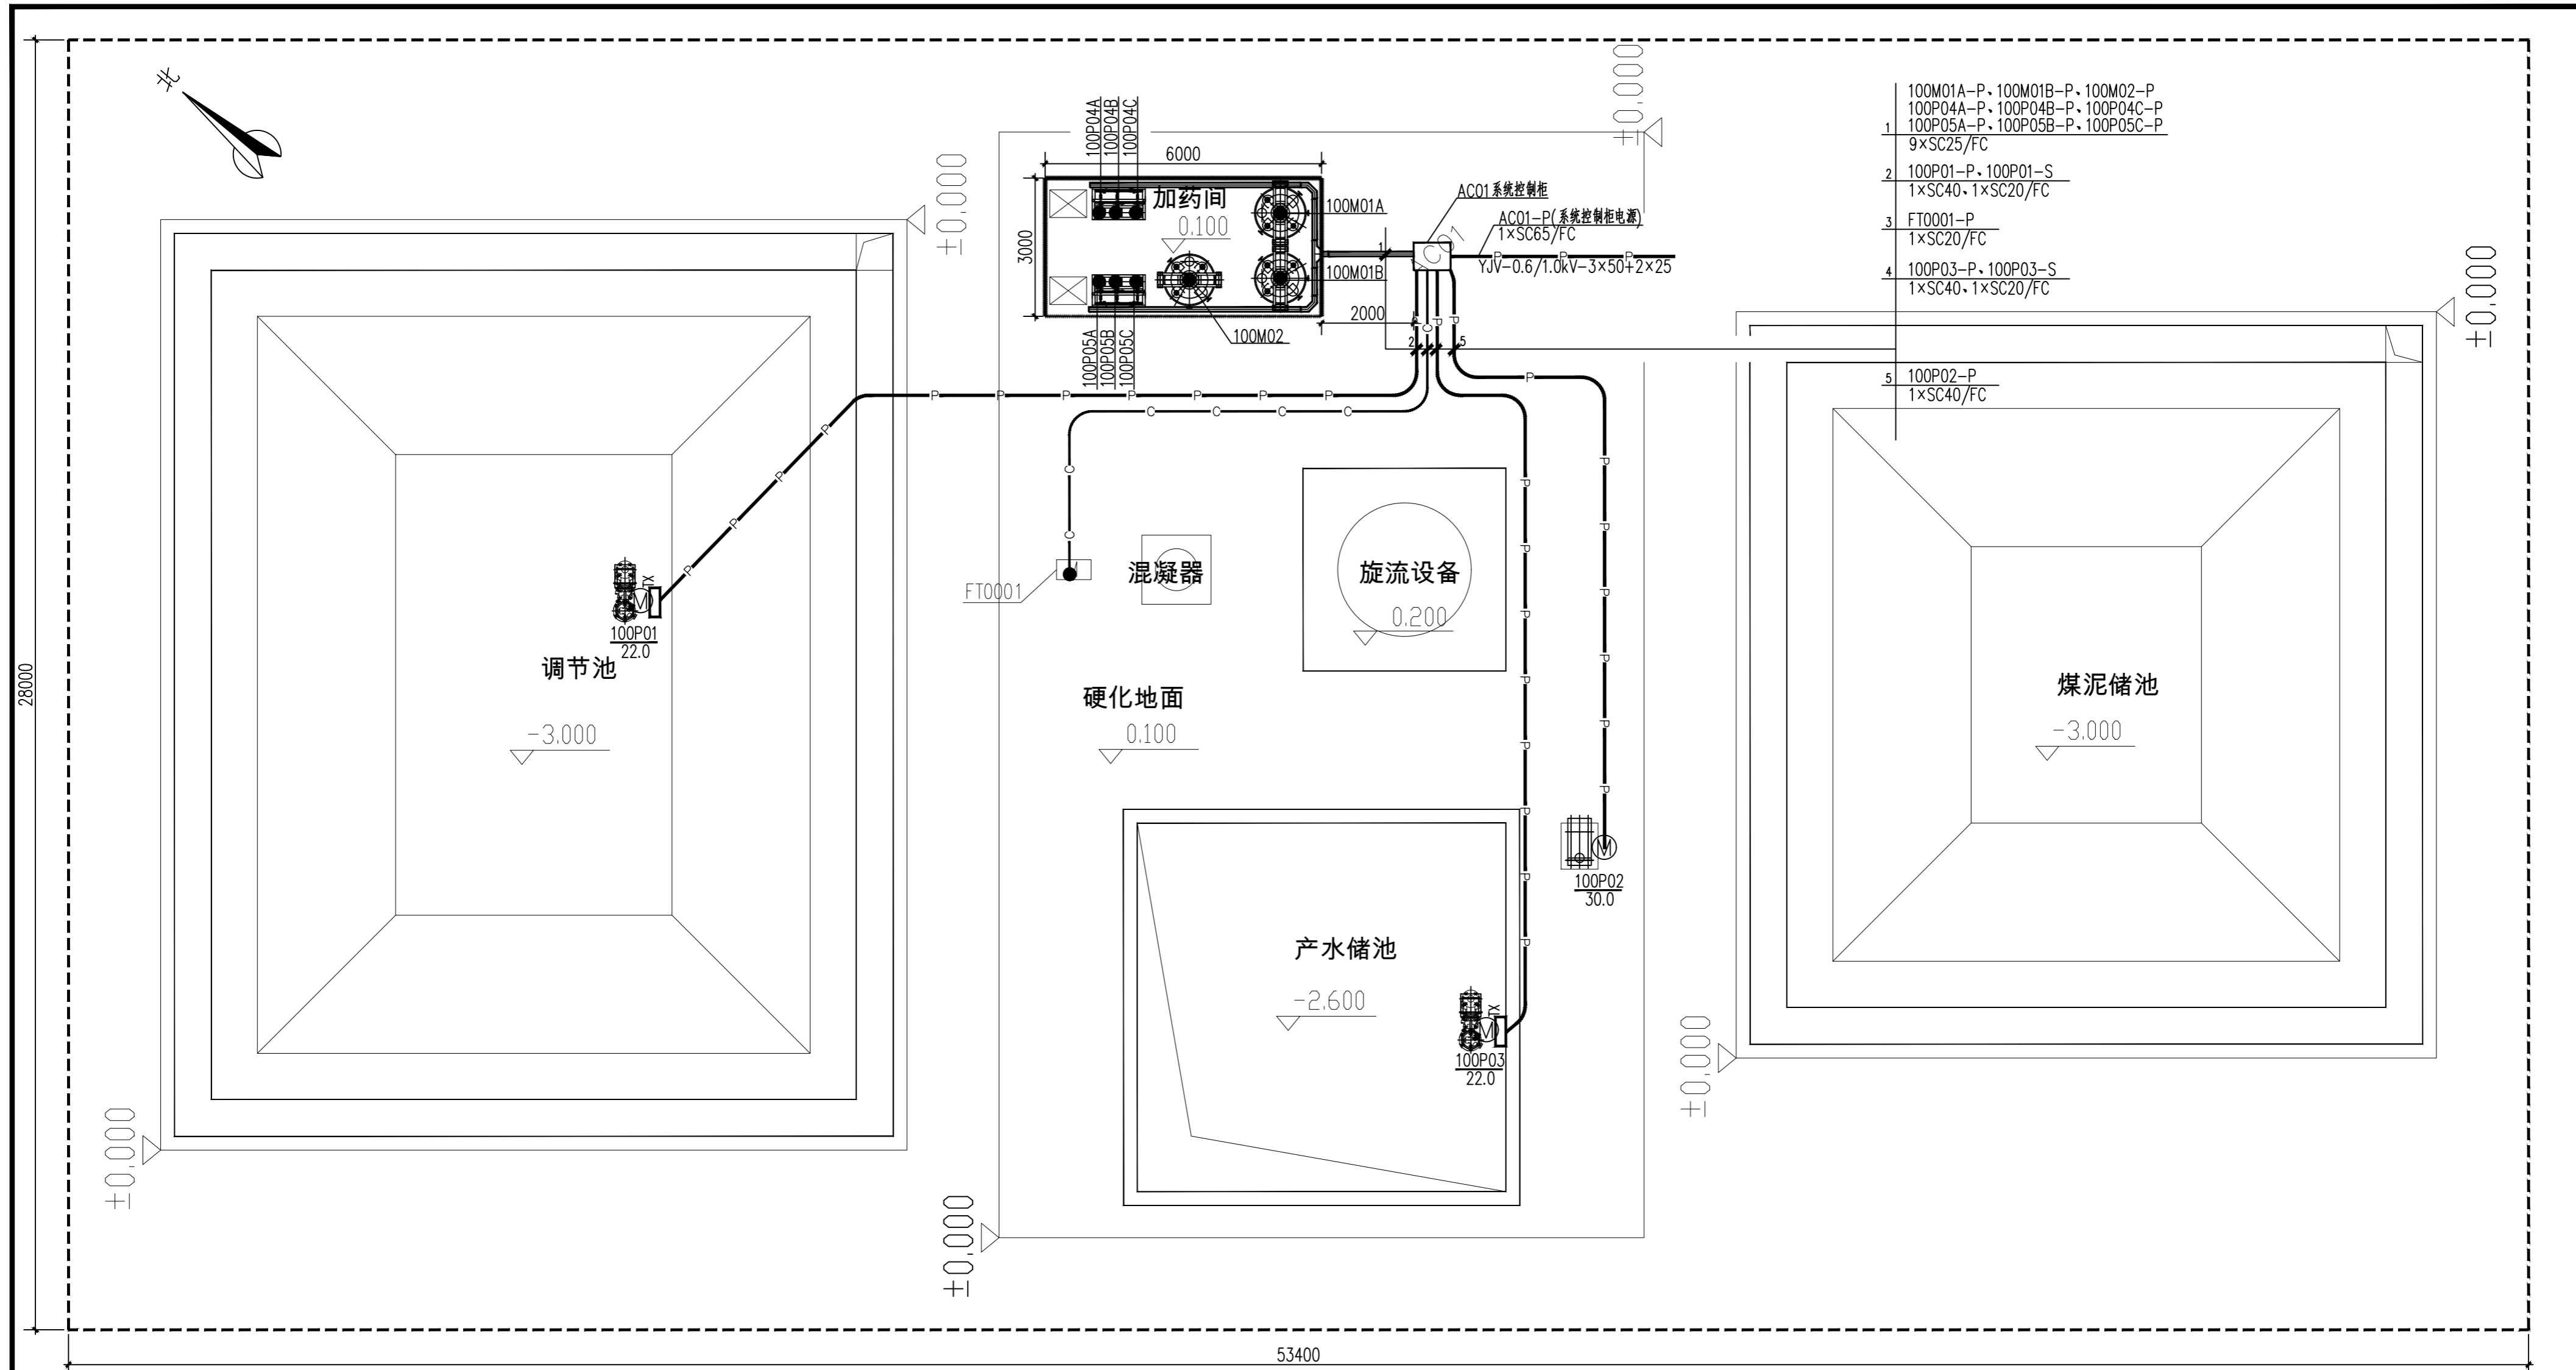 北
±0.000
±0.000
100P04A
100P04B
100P04C
6000
3000
加药间
0.100
100M01A
100M01B
100M02
100P05A
100P05B
100P05C
2000
AC01系统控制柜
AC01-P(系统控制柜电源)
1×SC65/FC
YJV-0.6/1.0kV-3×50+2×25
AC01
1
2
5
100M01A-P、100M01B-P、100M02-P
100P04A-P、100P04B-P、100P04C-P
1 100P05A-P、100P05B-P、100P05C-P
9×SC25/FC
2 100P01-P、100P01-S
1×SC40、1×SC20/FC
3 FT0001-P
1×SC20/FC
4 100P03-P、100P03-S
1×SC40、1×SC20/FC
5 100P02-P
1×SC40/FC
±0.000
P P P P P P P
C C C C
P
P
P
P
C
C
TX
M
100P01
22.0
调节池
-3.000
FT0001
混凝器
旋流设备
0.200
硬化地面
0.100
煤泥储池
-3.000
M
100P02
30.0
产水储池
-2.600
TX
M
100P03
22.0
±0.000
±0.000
±0.000
28000
53400